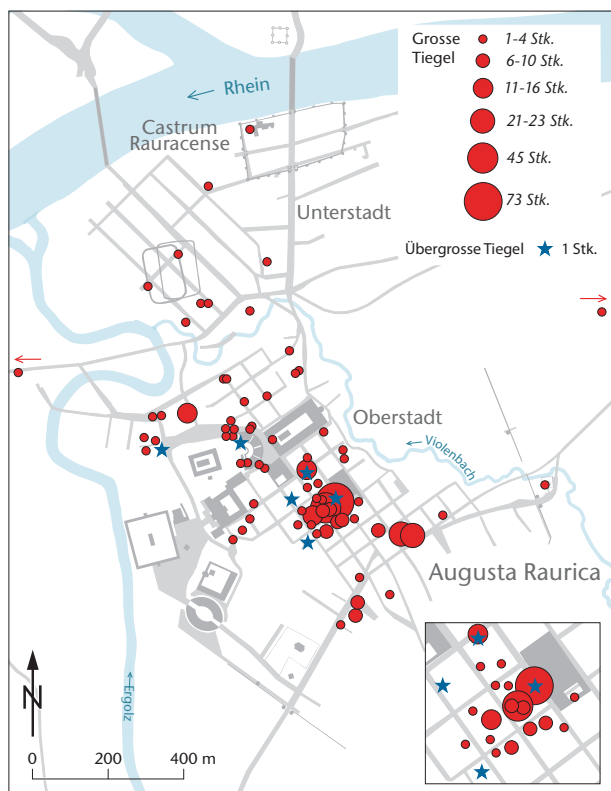 Grosse
Tiegel
1-4 Stk.
6-10 Stk.
11-16 Stk.
21-23 Stk.
45 Stk.
73 Stk.
Übergrosse Tiegel
1 Stk.
Rhein
Castrum
Rauracense
Unterstadt
Oberstadt
Violenbach
Augusta Raurica
Ergolz
N
0 200 400 m